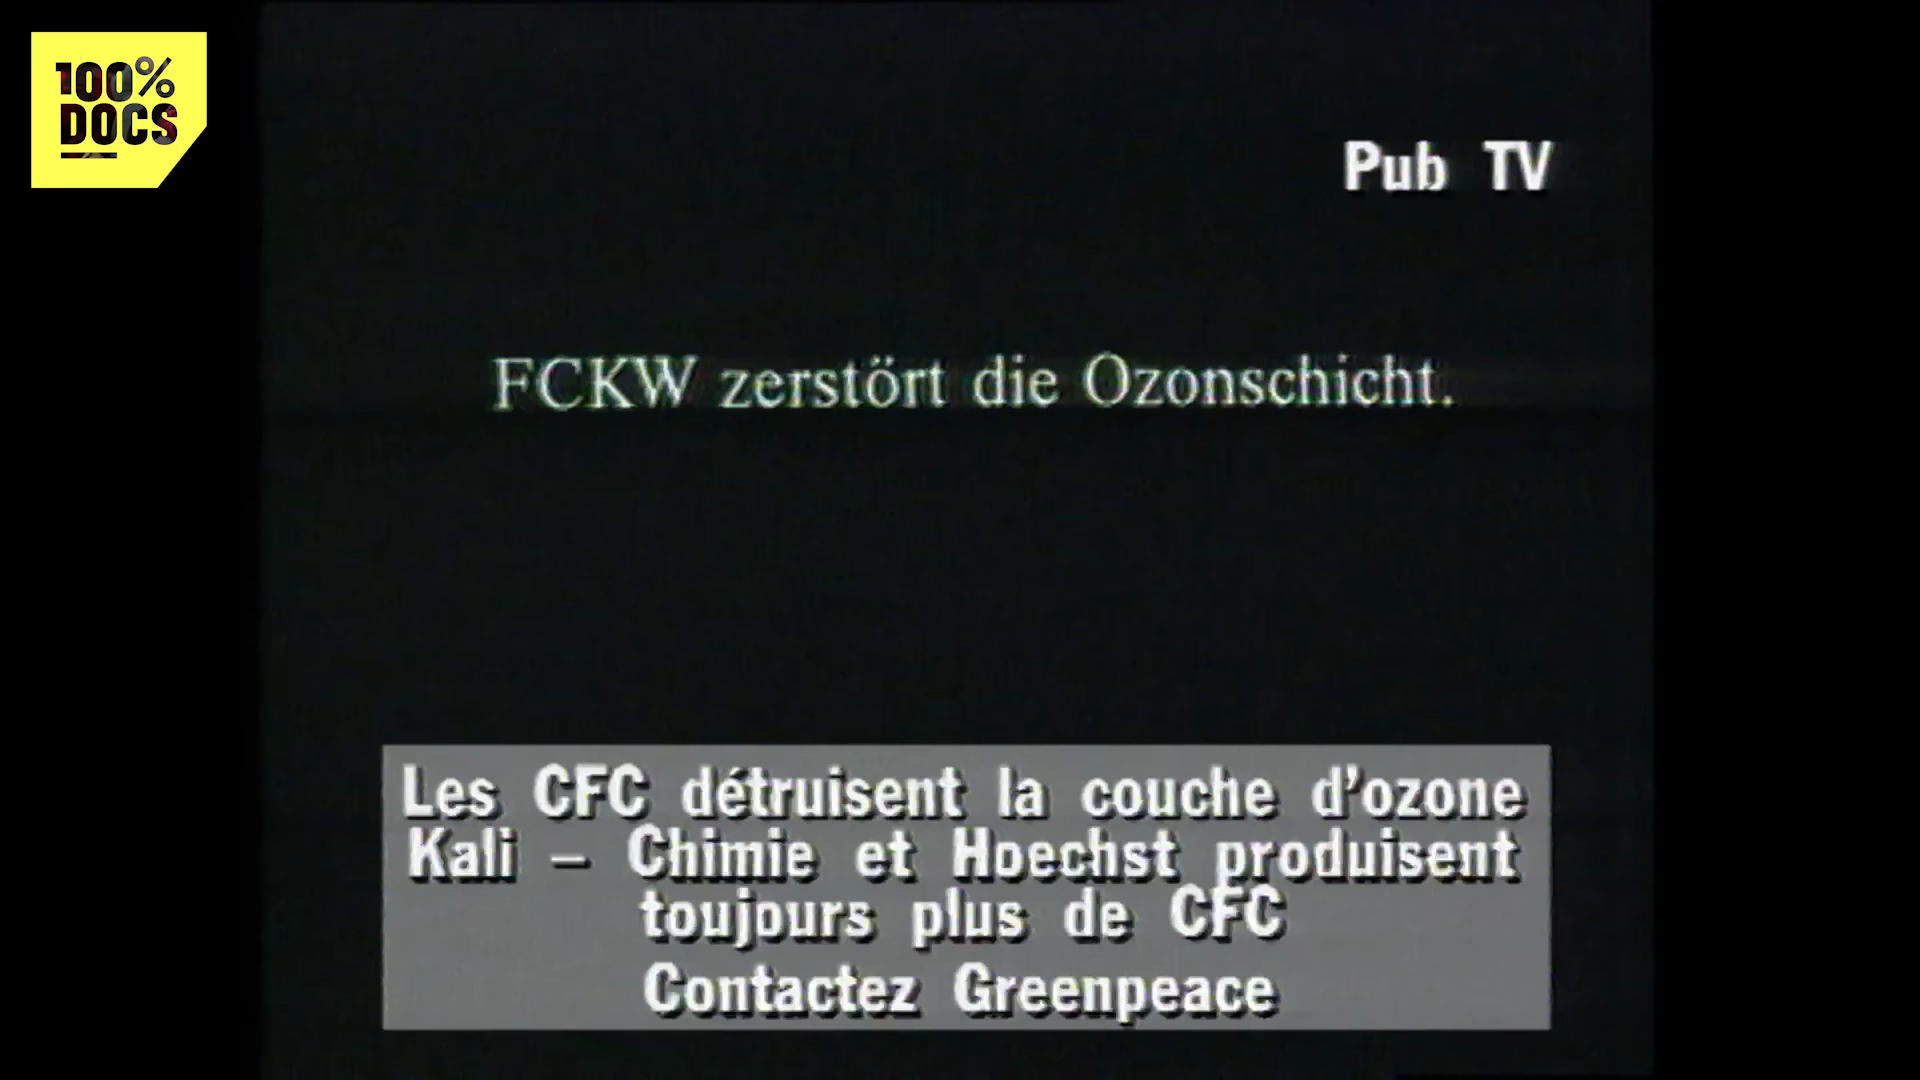 100%
DOCS
Pub TV
FCKW zerstört die Ozonschicht.
Les CFC détruisent la couche d'ozone
Kali – Chimie et Hoechst produisent
toujours plus de CFC
Contactez Greenpeace